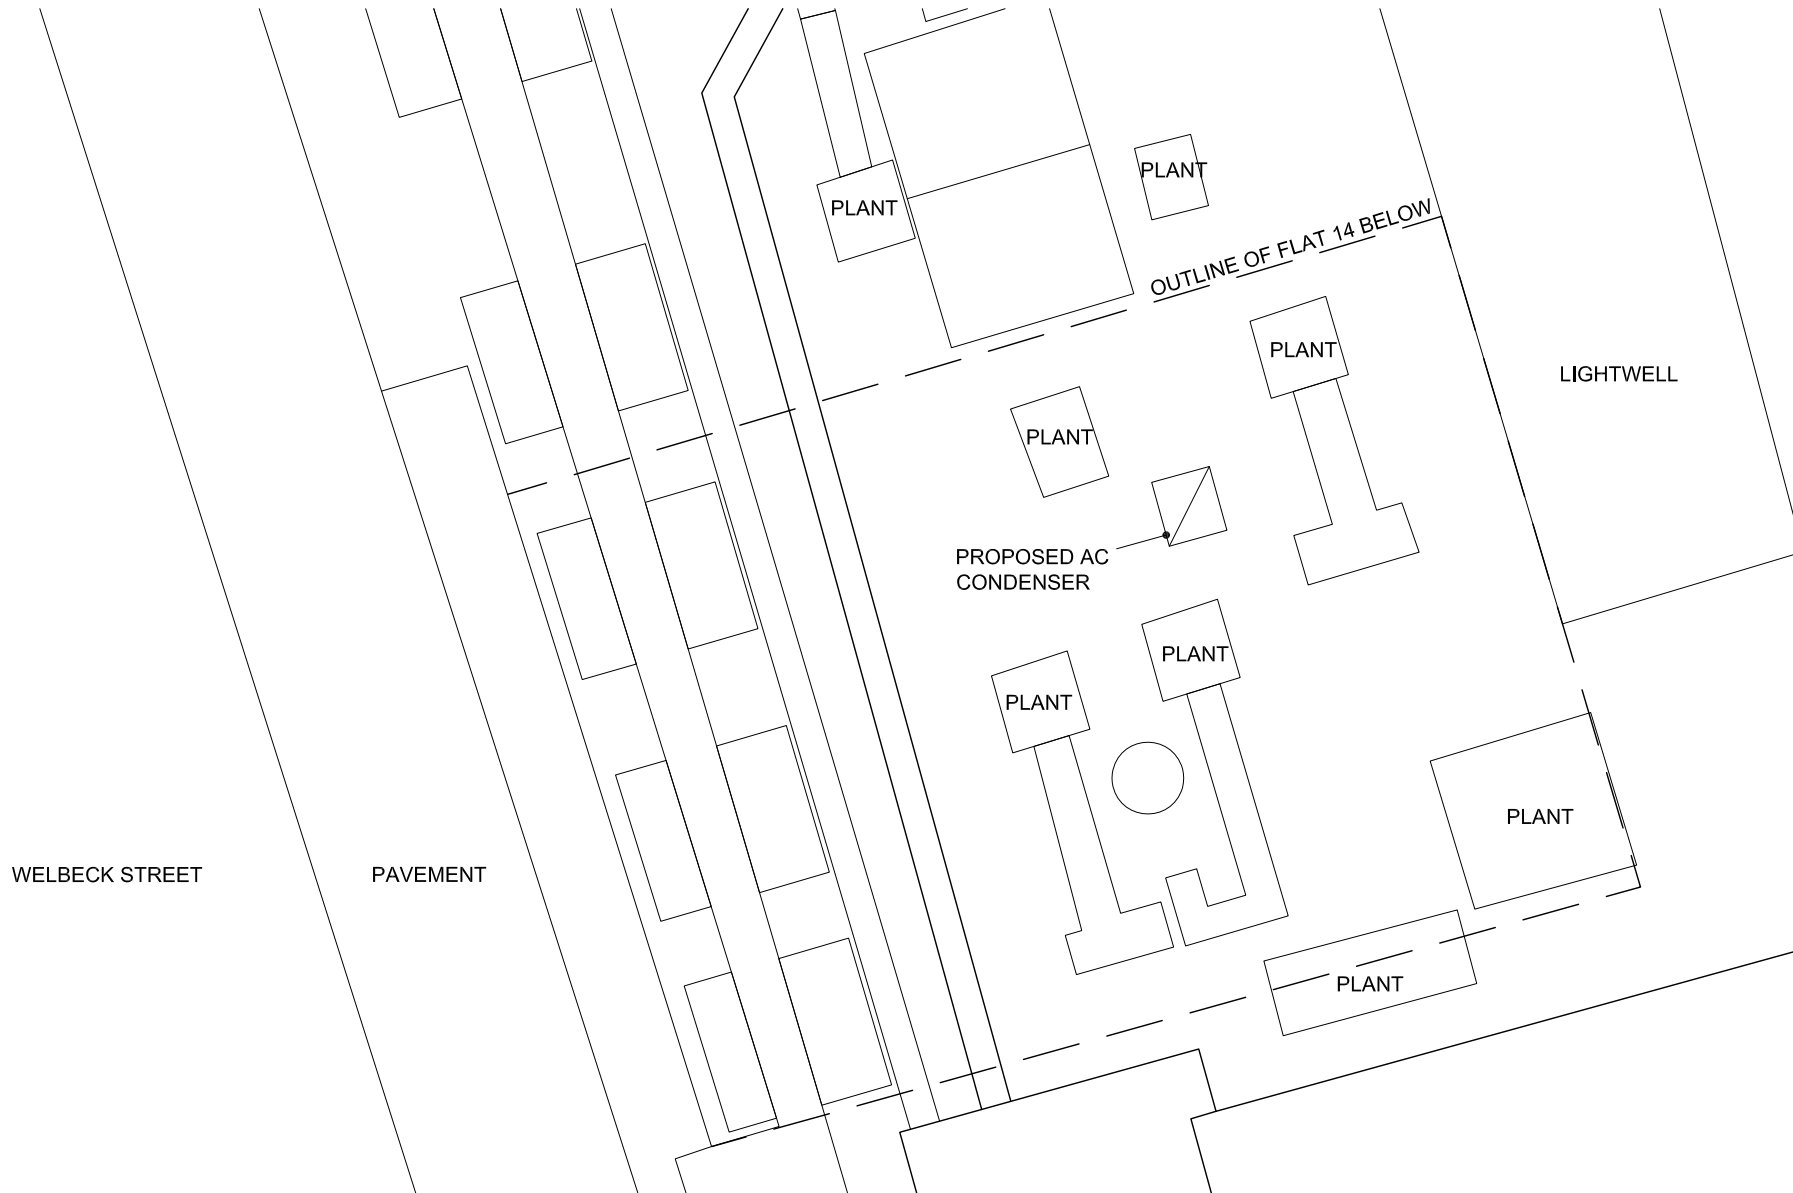 PLANT
PLANT
OUTLINE OF FLAT 14 BELOW
PLANT
LIGHTWELL
PLANT
PROPOSED AC
CONDENSER
PLANT
PLANT
PLANT
WELBECK STREET
PAVEMENT
PLANT